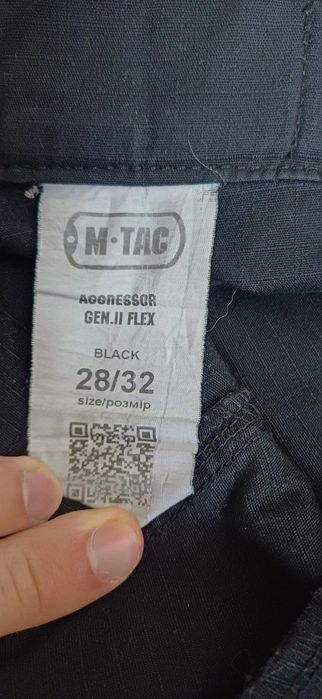 M·TAC
AGGRESSOR
GEN.II FLEX
BLACK
28/32
size/розмір